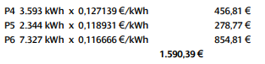 P4 3.593 kWh x 0,127139 €/kWh 456,81 €
P5 2.344 kWh x 0,118931 €/kWh 278,77 €
P6 7.327 kWh x 0,116666 €/kWh 854,81 €
1.590,39 €